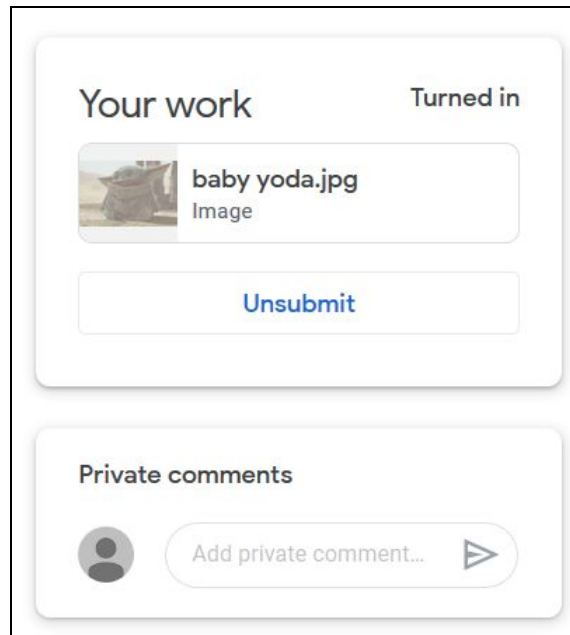 Your work
Turned in
baby yoda.jpg
Image
Unsubmit
Private comments
Add private comment...